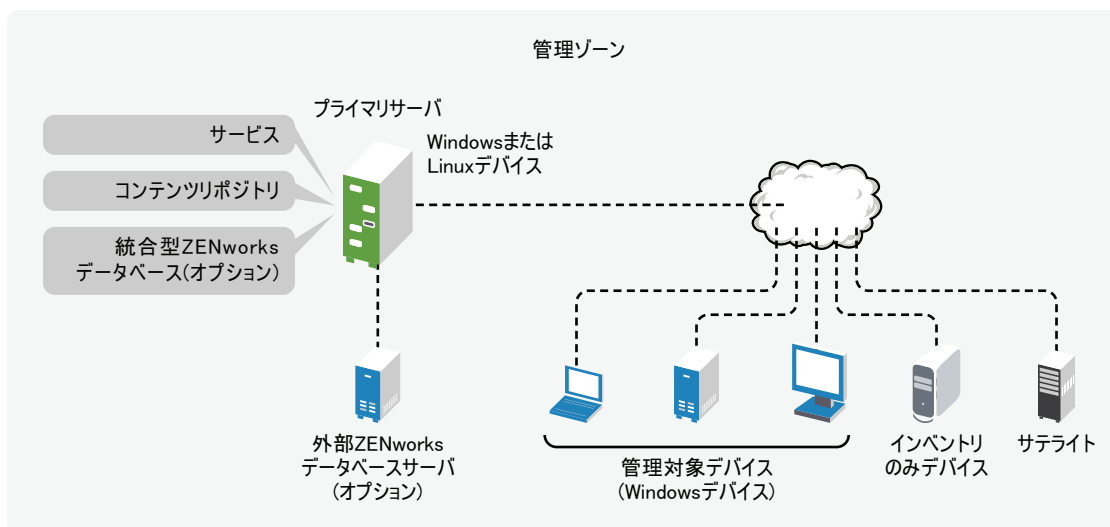 管理ゾーン
プライマリサーバ
サービス
コンテンツリポジトリ
統合型ZENworks
データベース(オプション)
Windowsまたは
Linuxデバイス
外部ZENworks
データベースサーバ
(オプション)
管理対象デバイス
(Windowsデバイス)
インベントリ
のみデバイス
サテライト